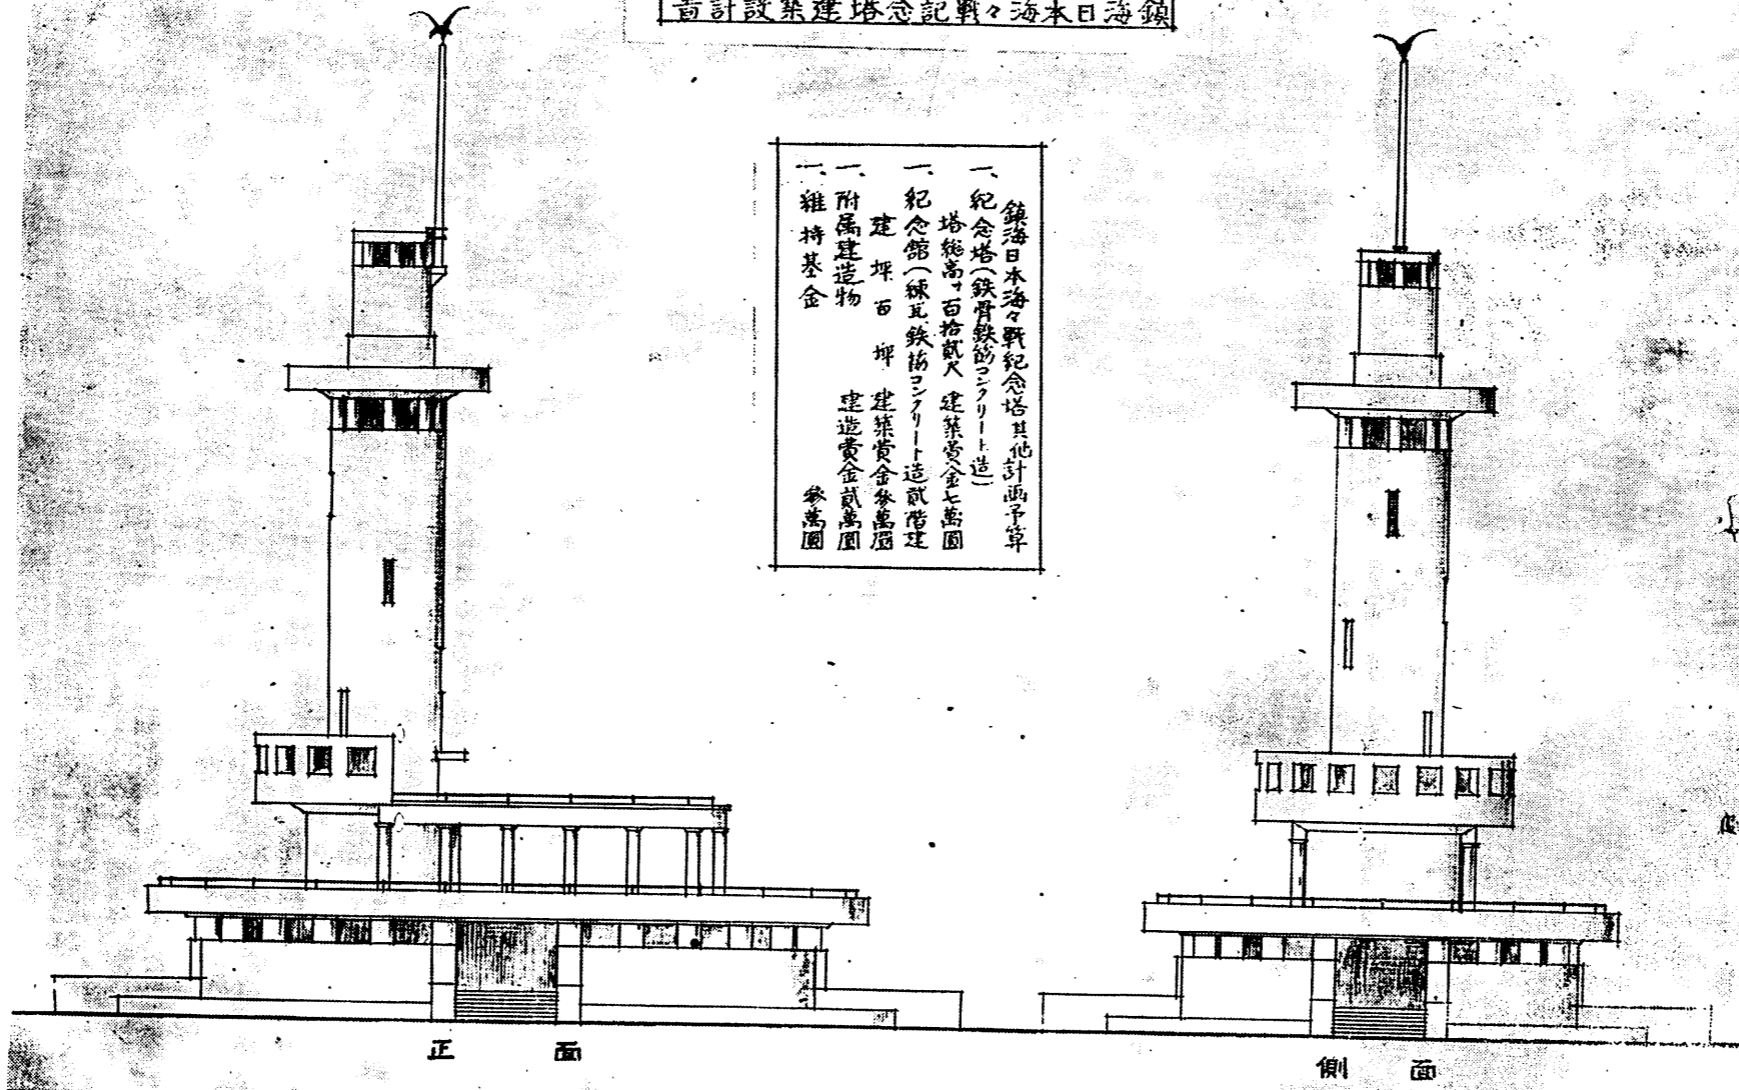 鎮海日本海々戰記念塔建築設計図
鎮海日本海々戰紀念塔其他計画予算
一、紀念塔(鉄骨鉄筋コンクリート造)
塔総高サ百拾貳尺 建築費金七萬圓
一、紀念館(練瓦鉄筋コンクリート造貳階建
建坪百坪 建築費金參萬圓
一、附属建造物 建造費金貳萬圓
一、維持基金 參萬圓
正面
側面